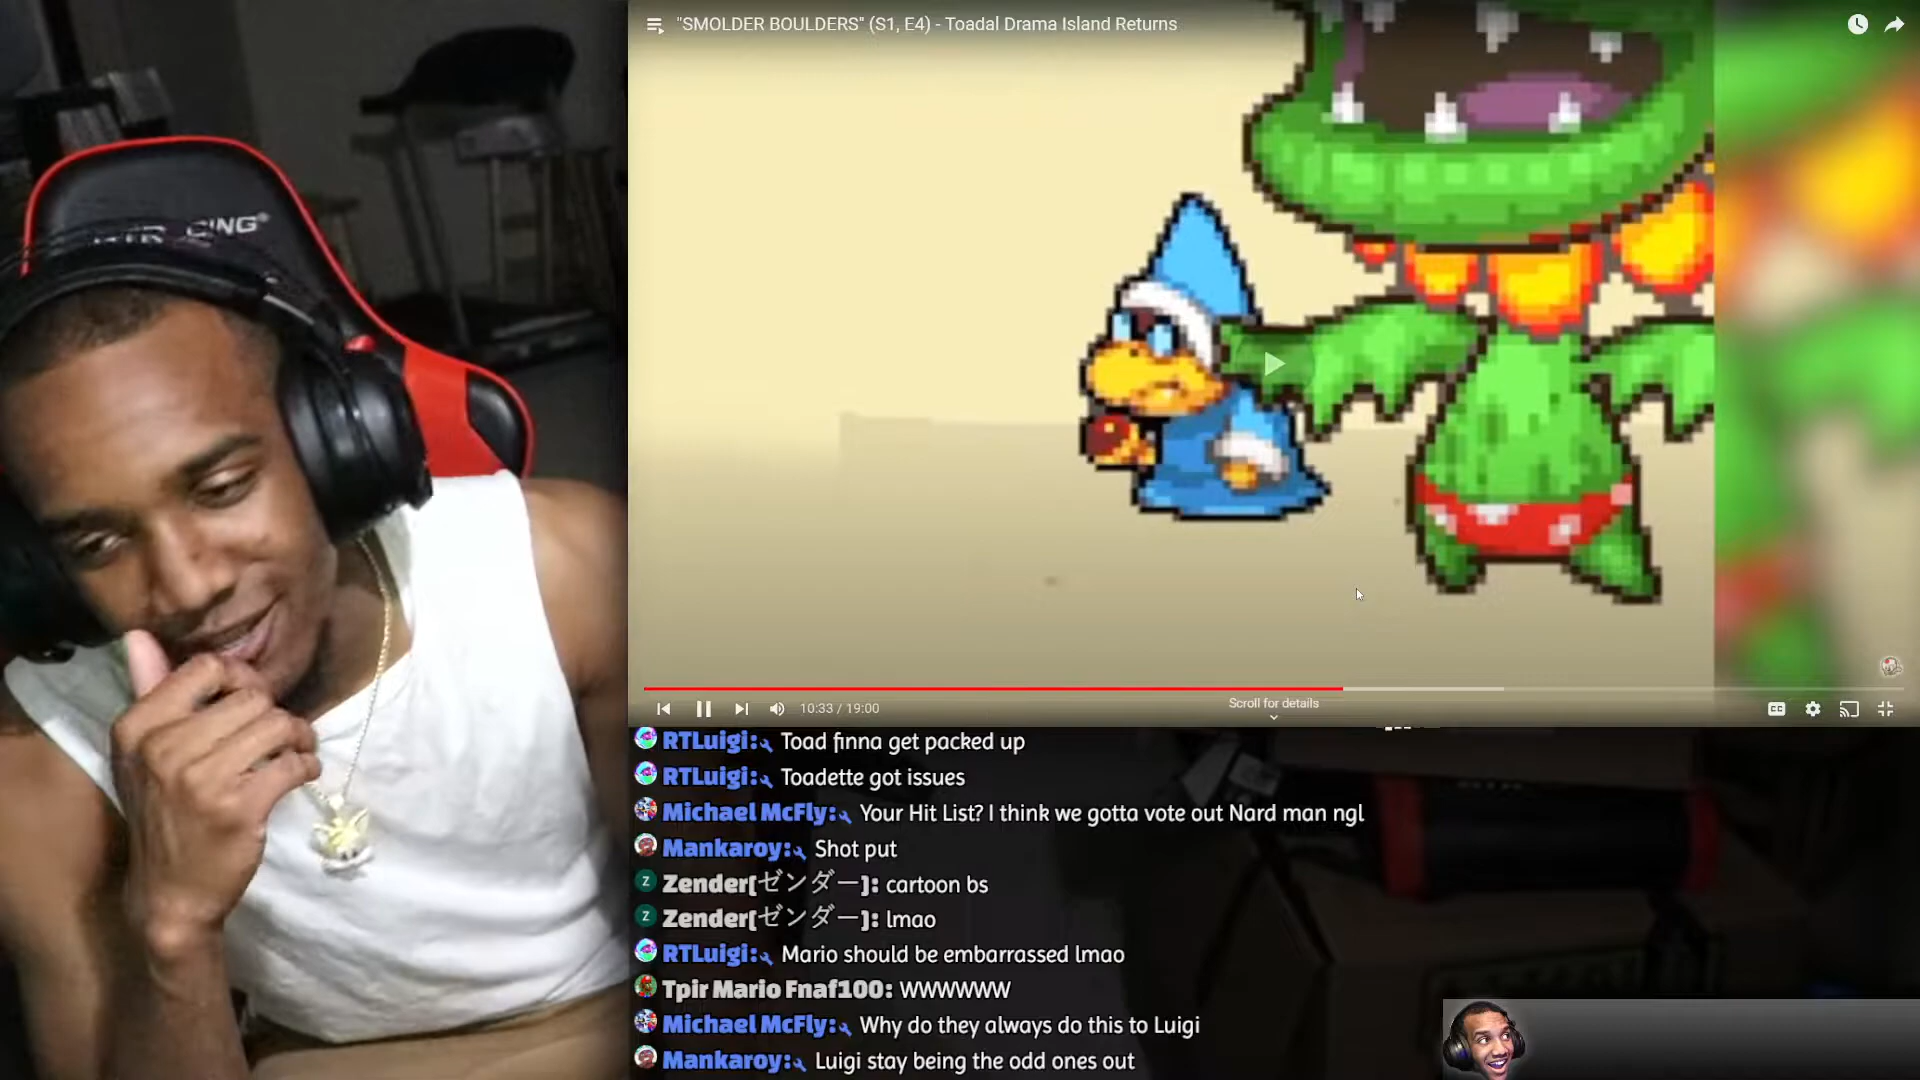 "SMOLDER BOULDERS" (S1, E4) - Toadal Drama Island Returns
CING®
10:33 / 19:00
Scroll for details
CC
RTLuigi: Toad finna get packed up
RTLuigi: Toadette got issues
Michael McFly: Your Hit List? I think we gotta vote out Nard man ngl
Mankaroy: Shot put
Z Zender[ゼンダー]: cartoon bs
Z Zender[ゼンダー]: lmao
RTLuigi: Mario should be embarrassed lmao
Tpir Mario Fnaf100: WWWWWW
Michael McFly: Why do they always do this to Luigi
Mankaroy: Luigi stay being the odd ones out